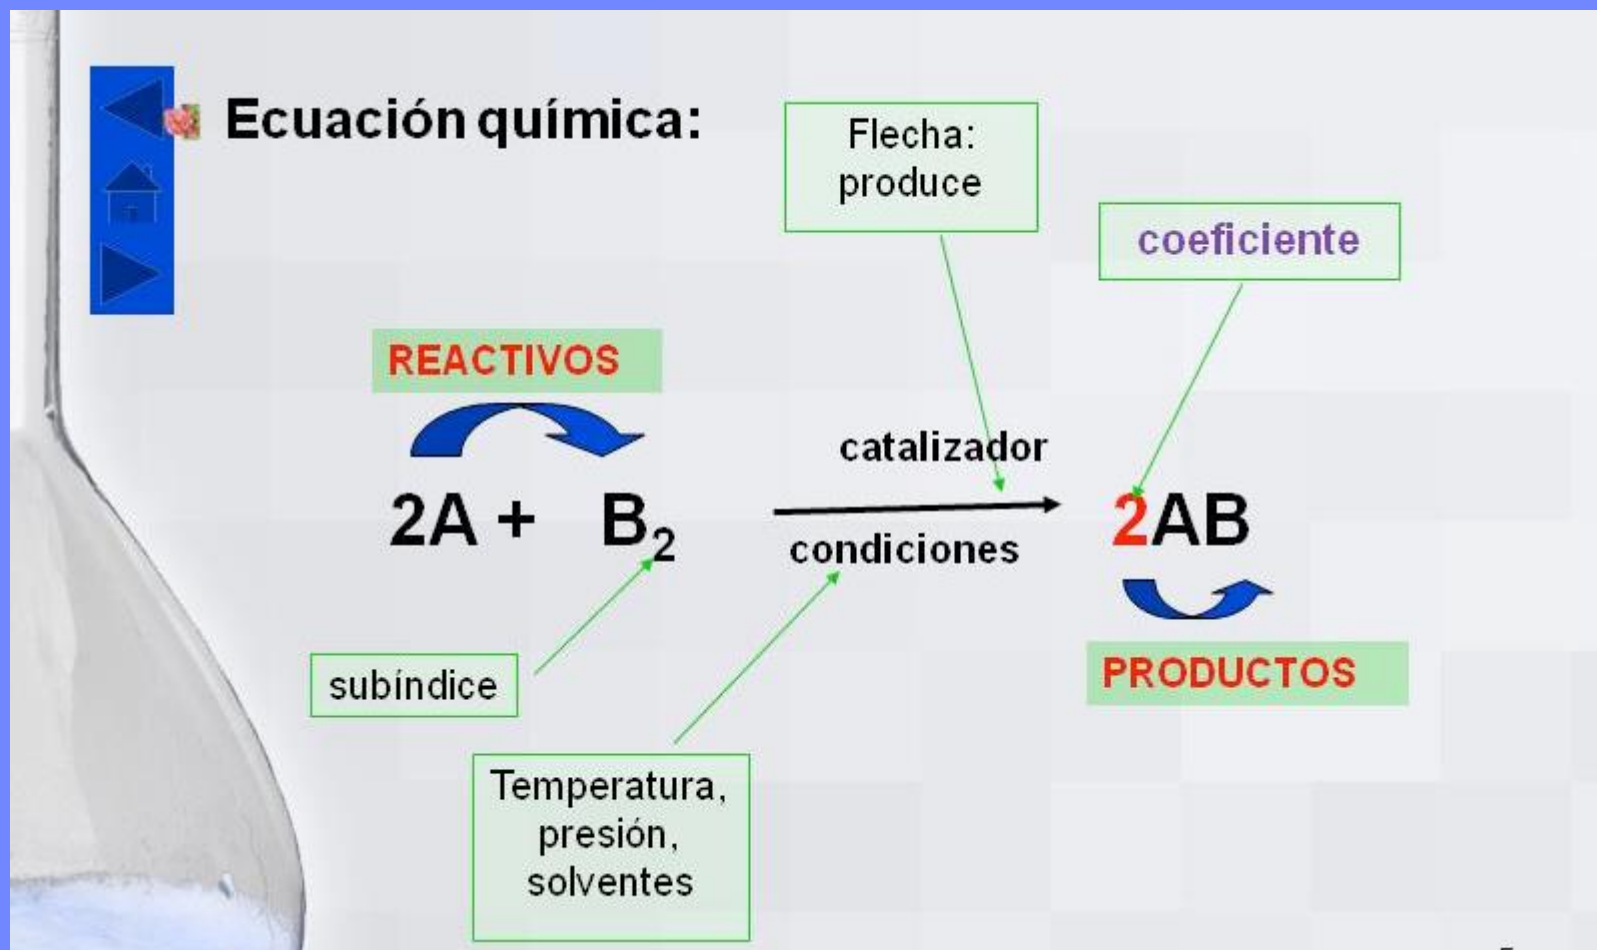 Ecuación química:
Flecha:
produce
coeficiente
REACTIVOS
catalizador
2A + B₂
2AB
condiciones
subíndice
PRODUCTOS
Temperatura,
presión,
solventes